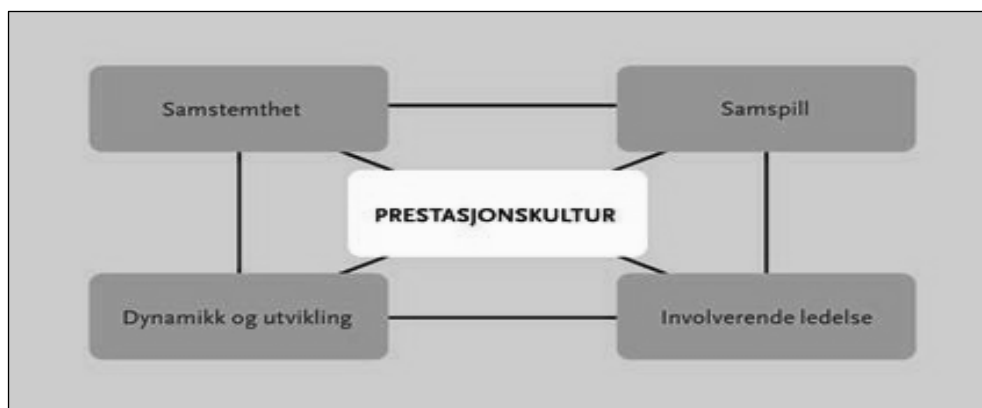 Samstemthet
Samspill
PRESTASJONSKULTUR
Dynamikk og utvikling
Involverende ledelse